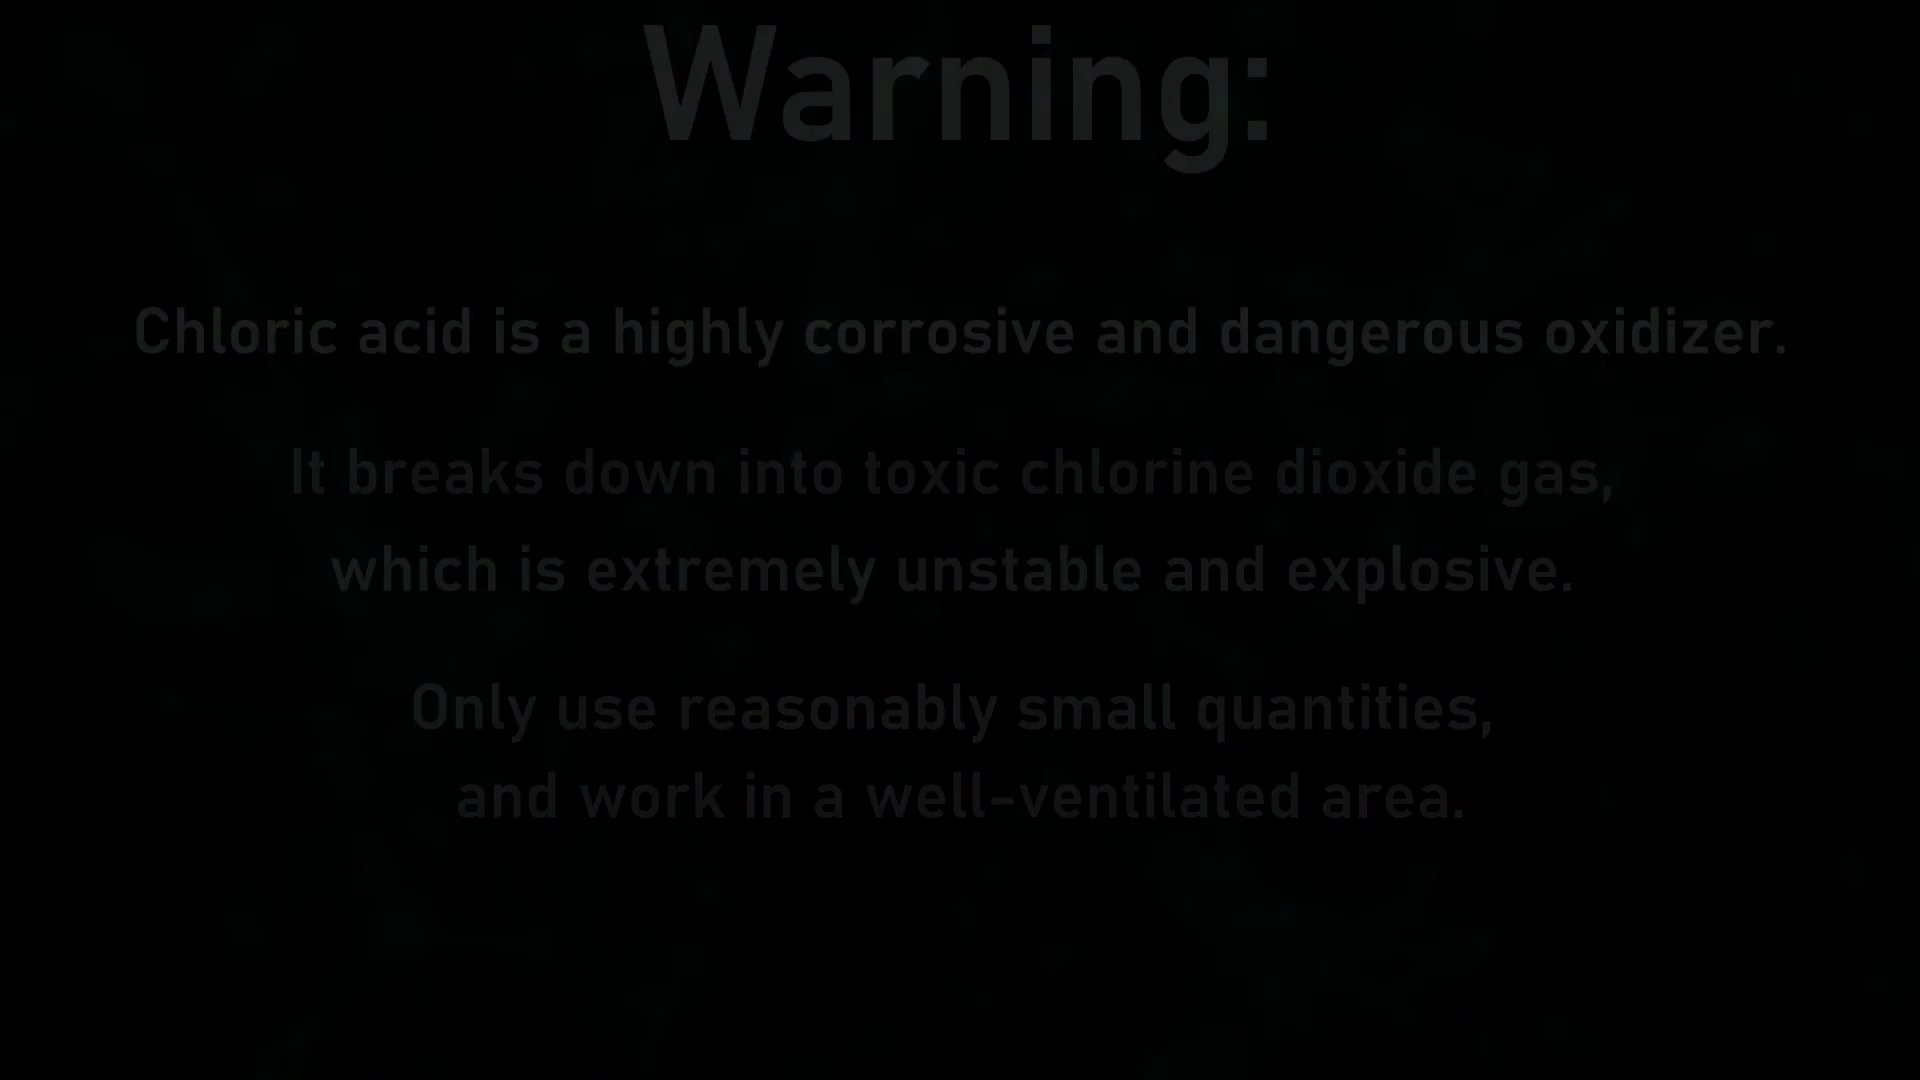 Warning:
Chloric acid is a highly corrosive and dangerous oxidizer.
It breaks down into toxic chlorine dioxide gas,
which is extremely unstable and explosive.
Only use reasonably small quantities,
and work in a well-ventilated area.